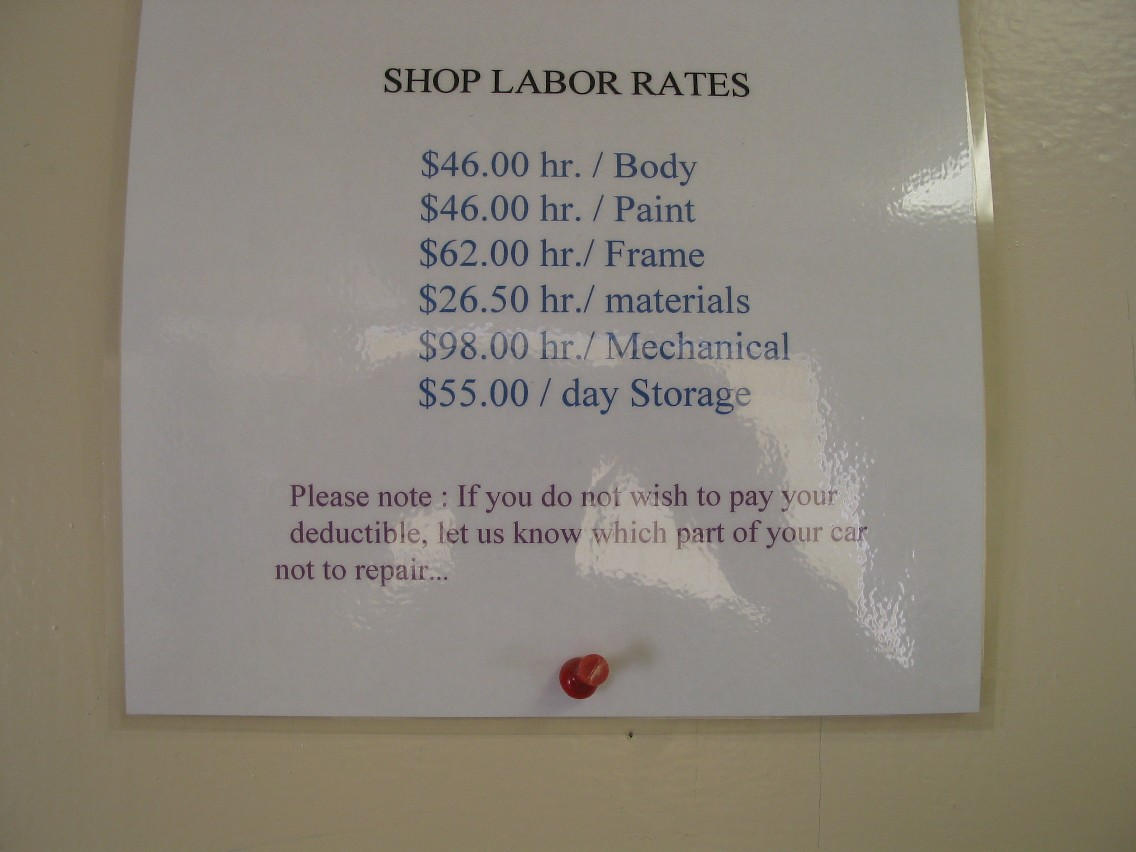 SHOP LABOR RATES
$46.00 hr. / Body
$46.00 hr. / Paint
$62.00 hr./ Frame
$26.50 hr./ materials
$98.00 hr./ Mechanical
$55.00 / day Storage
Please note : If you do not wish to pay your
deductible, let us know which part of your car
not to repair...